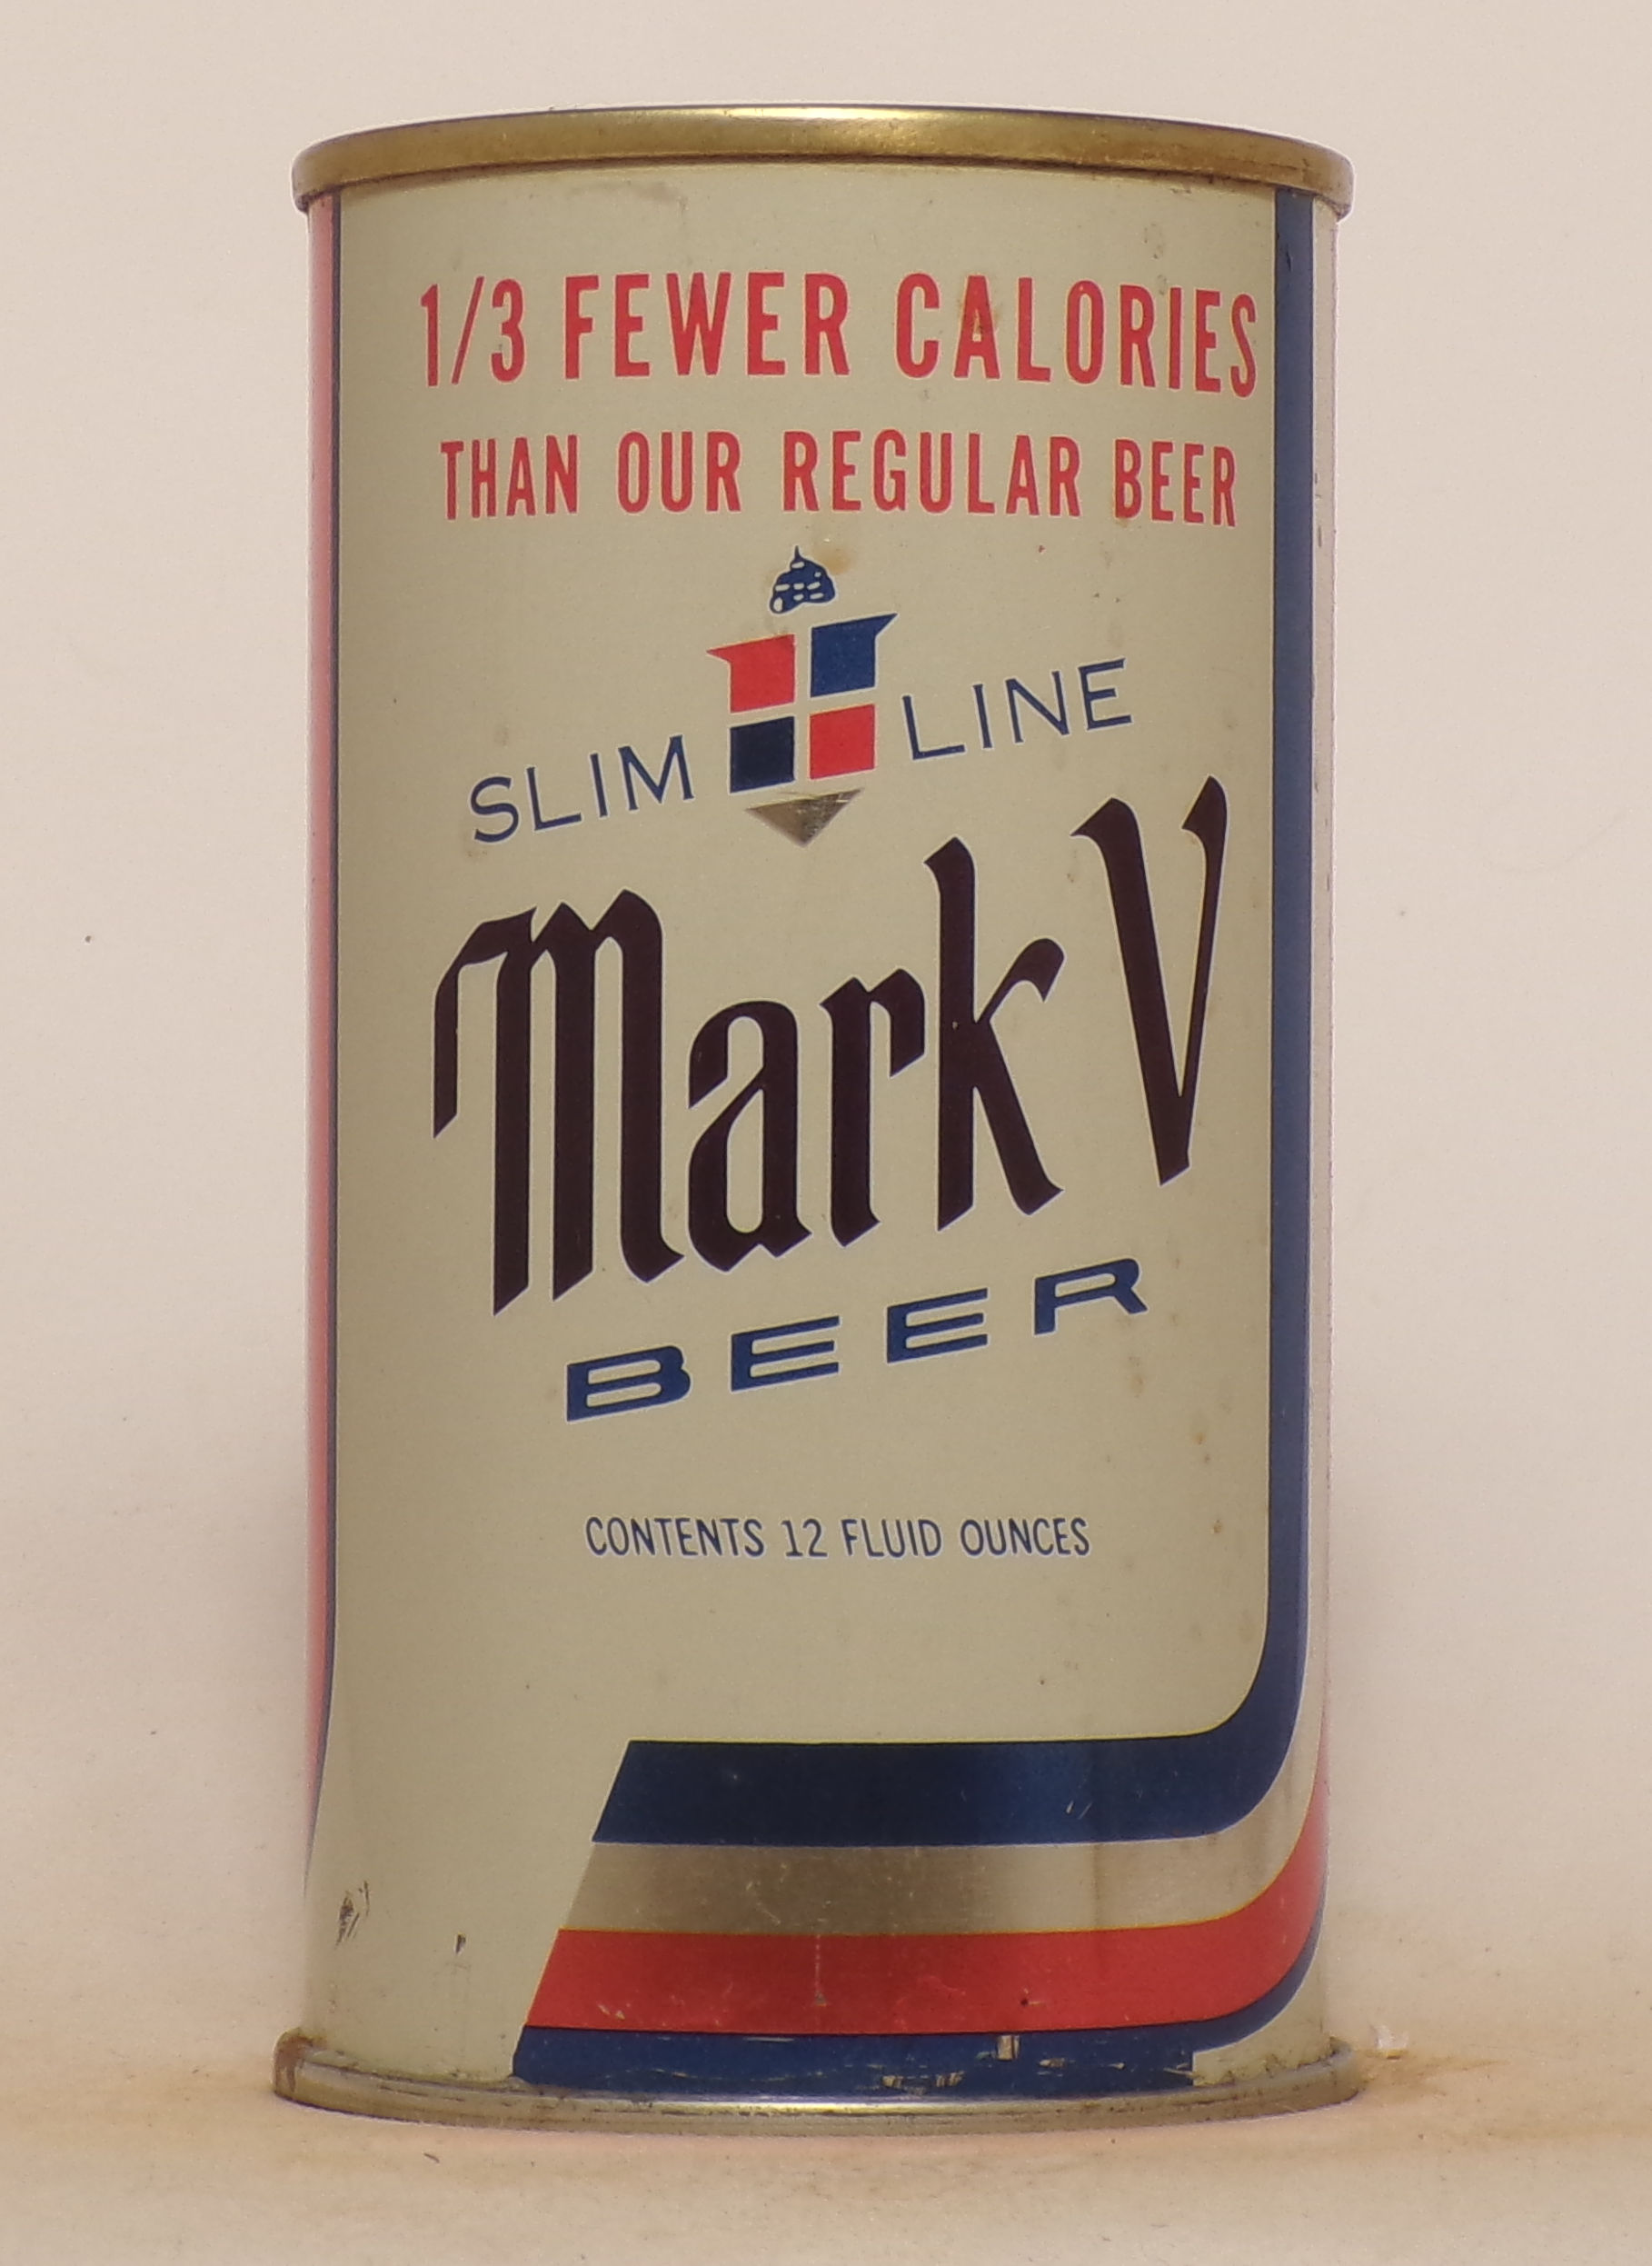 1/3 FEWER CALORIES
THAN OUR REGULAR BEER
SLIM LINE
Mark V
BEER
CONTENTS 12 FLUID OUNCES